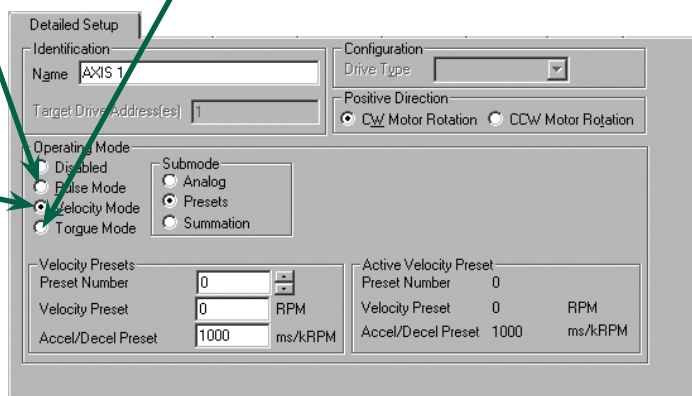 Detailed Setup
Identification
Name AXIS 1
Target Drive Address(es) 1
Configuration
Drive Type
Positive Direction
CW Motor Rotation CCW Motor Rotation
Operating Mode
Disabled
Pulse Mode
Velocity Mode
Torgue Mode
Submode
Analog
Presets
Summation
Velocity Presets
Preset Number 0
Velocity Preset 0 RPM
Accel/Decel Preset 1000 ms/kRPM
Active Velocity Preset
Preset Number 0
Velocity Preset 0 RPM
Accel/Decel Preset 1000 ms/kRPM